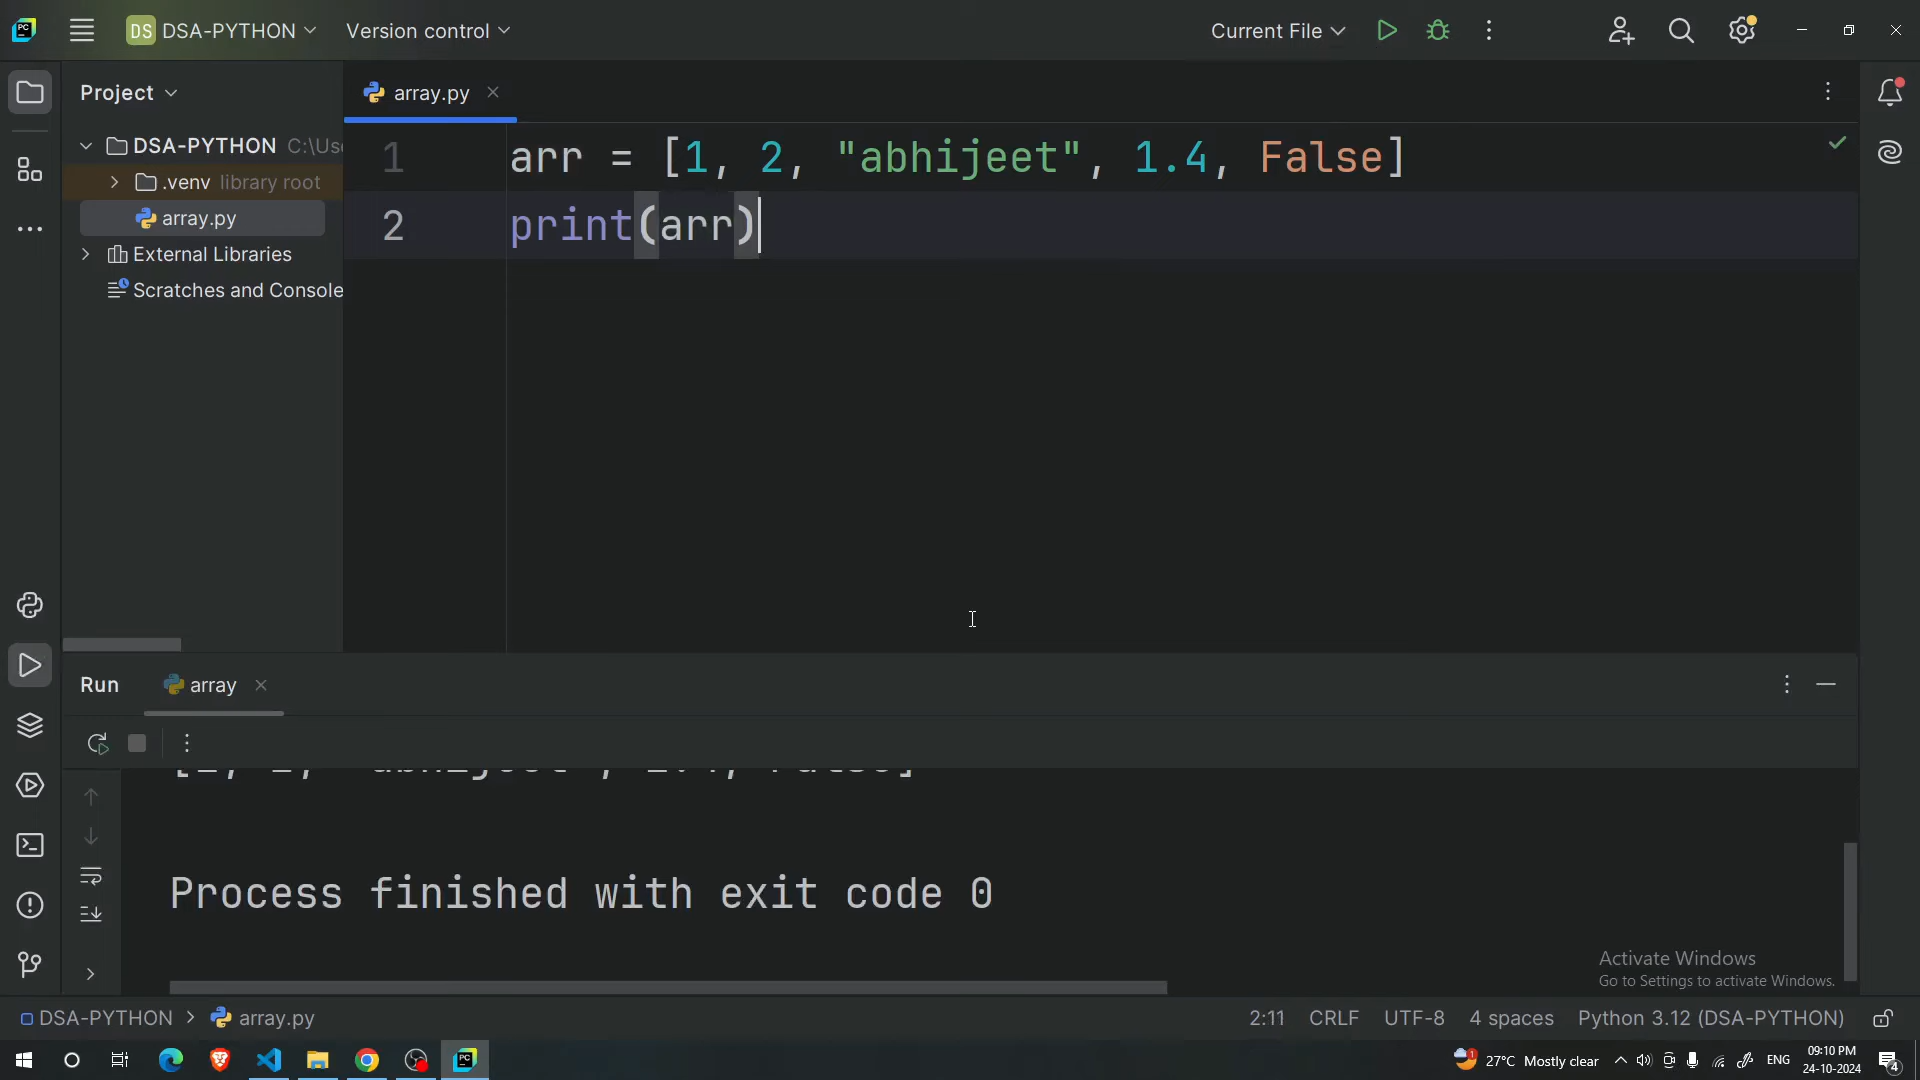 DS DSA-PYTHON Version control Current File
Project
array.py
DSA-PYTHON C:\Use
.venv library root
array.py
External Libraries
Scratches and Console
1 arr = [1, 2, "abhijeet", 1.4, False]
2 print(arr)
Run array
Process finished with exit code 0
Activate Windows
Go to Settings to activate Windows.
DSA-PYTHON > array.py 2:11 CRLF UTF-8 4 spaces Python 3.12 (DSA-PYTHON)
27°C Mostly clear ENG 09:10 PM
24-10-2024